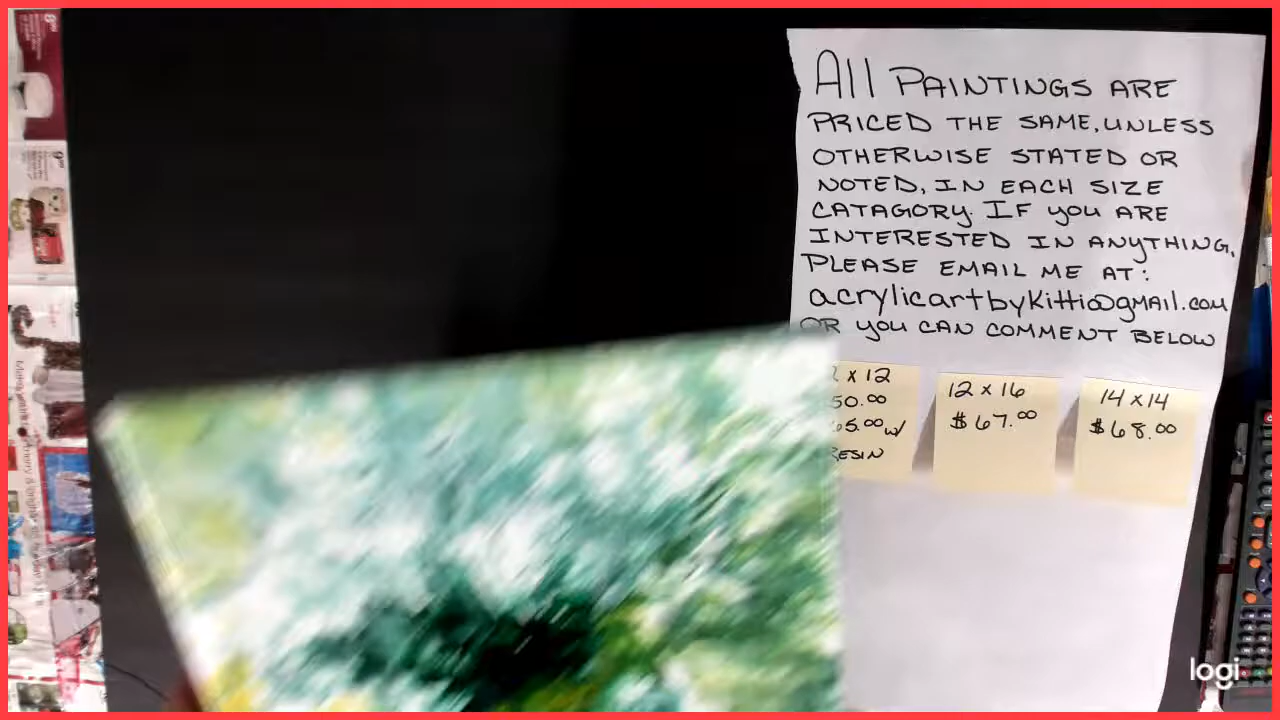 All PAINTINGS ARE
PRICED THE SAME, UNLESS
OTHERWISE STATED OR
NOTED, IN EACH SIZE
CATAGORY. IF YOU ARE
INTERESTED IN ANYTHING,
PLEASE EMAIL ME AT:
acrylicartbykitti@gmail.com
OR YOU CAN COMMENT BELOW
x 12
50.00
5.00 w/
RESIN
12 x 16
$67.00
14 x 14
$68.00
logi